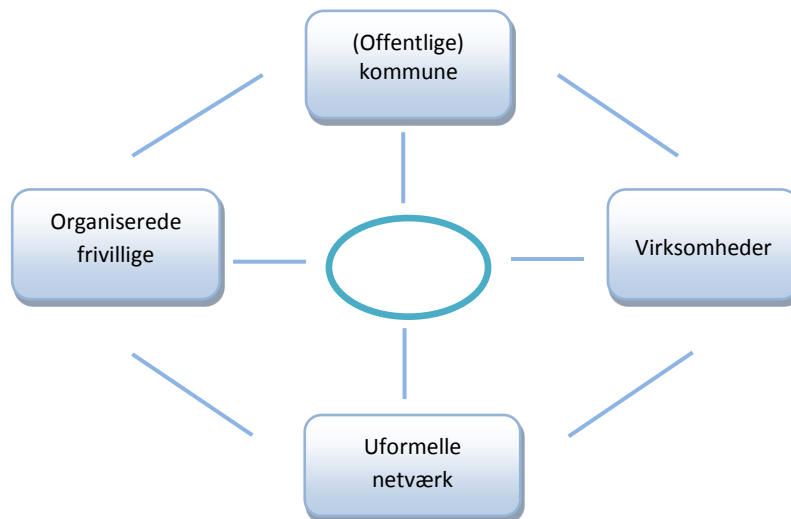 (Offentlige)
kommune
Organiserede
frivillige
Virksomheder
Uformelle
netværk